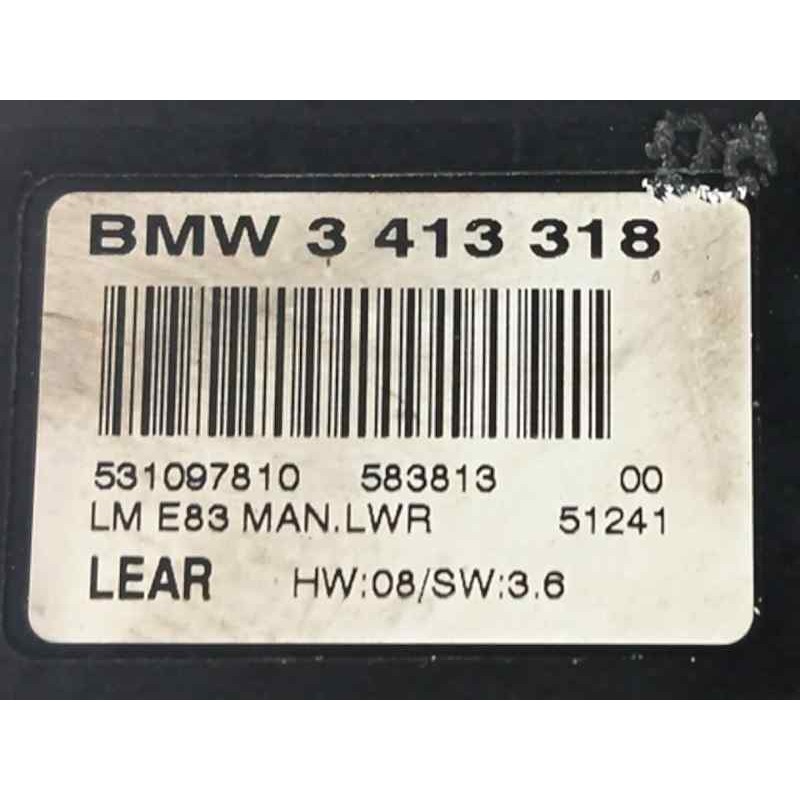 BMW 3 413 318
531097810 583813 00
LM E83 MAN.LWR 51241
LEAR HW:08/SW:3.6